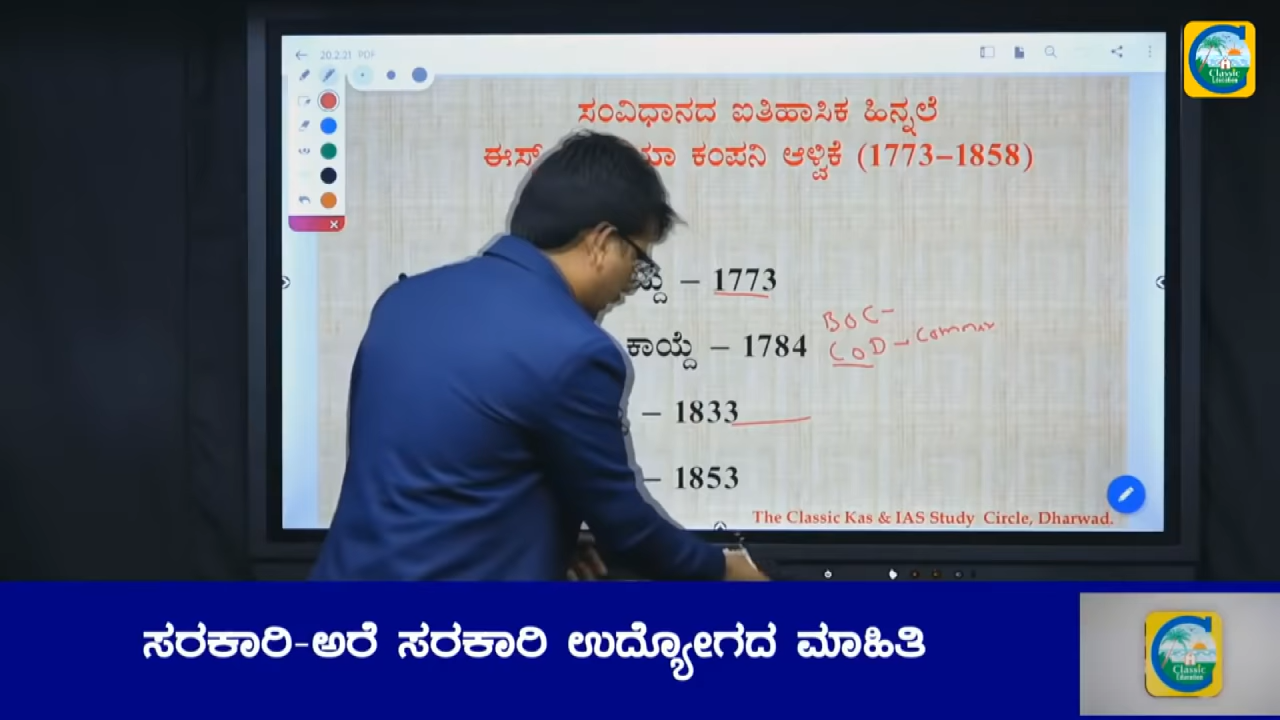 20.2.21 PDF
ಸಂವಿಧಾನದ ಐತಿಹಾಸಿಕ ಹಿನ್ನಲೆ
ಕಂಪನಿ ಆಳ್ವಿಕೆ (1773–1858)
– 1773
BOC-
ಕಾಯ್ದೆ – 1784
COD -
– 1833
– 1853
The Classic Kas & IAS Study Circle, Dharwad.
ಸರಕಾರಿ-ಅರೆ ಸರಕಾರಿ ಉದ್ಯೋಗದ ಮಾಹಿತಿ
Classic
Education
Classic
Education